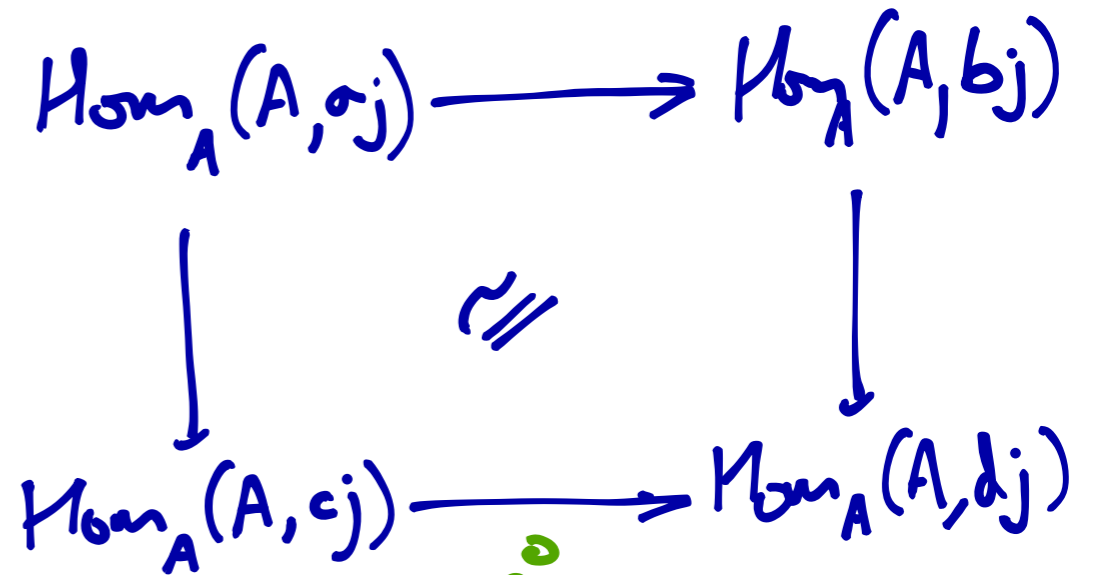 Hom_A(A, aj) → Hom_A(A, bj)
≅
Hom_A(A, cj) → Hom_A(A, dj)